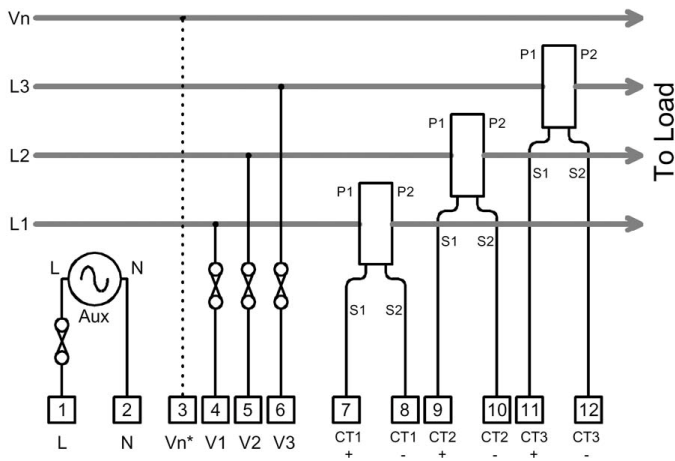 Vn
L3
L2
L1
P1 P2
P1 P2
P1 P2
S1 S2
S1 S2
S1 S2
To Load
L N
Aux
1 2 3 4 5 6 7 8 9 10 11 12
L N Vn* V1 V2 V3 CT1 CT1 CT2 CT2 CT3 CT3
+ - + - + -